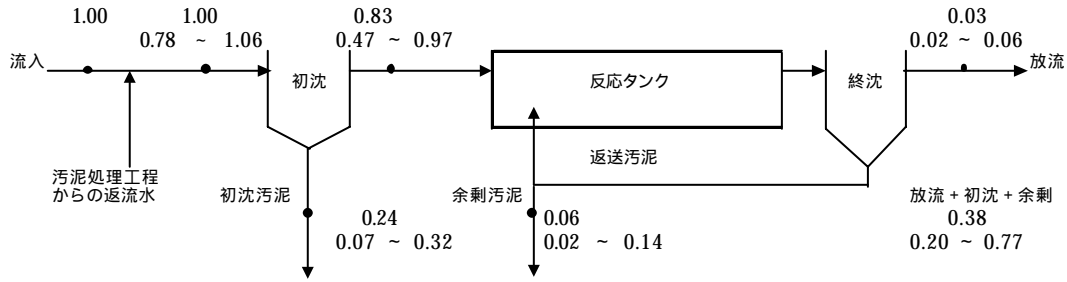 1.00
1.00
0.78 ~ 1.06
0.83
0.47 ~ 0.97
0.03
0.02 ~ 0.06
流入
初沈
反応タンク
終沈
放流
返送汚泥
汚泥処理工程
からの返流水
初沈汚泥
0.24
0.07 ~ 0.32
余剰汚泥
0.06
0.02 ~ 0.14
放流+初沈+余剰
0.38
0.20 ~ 0.77